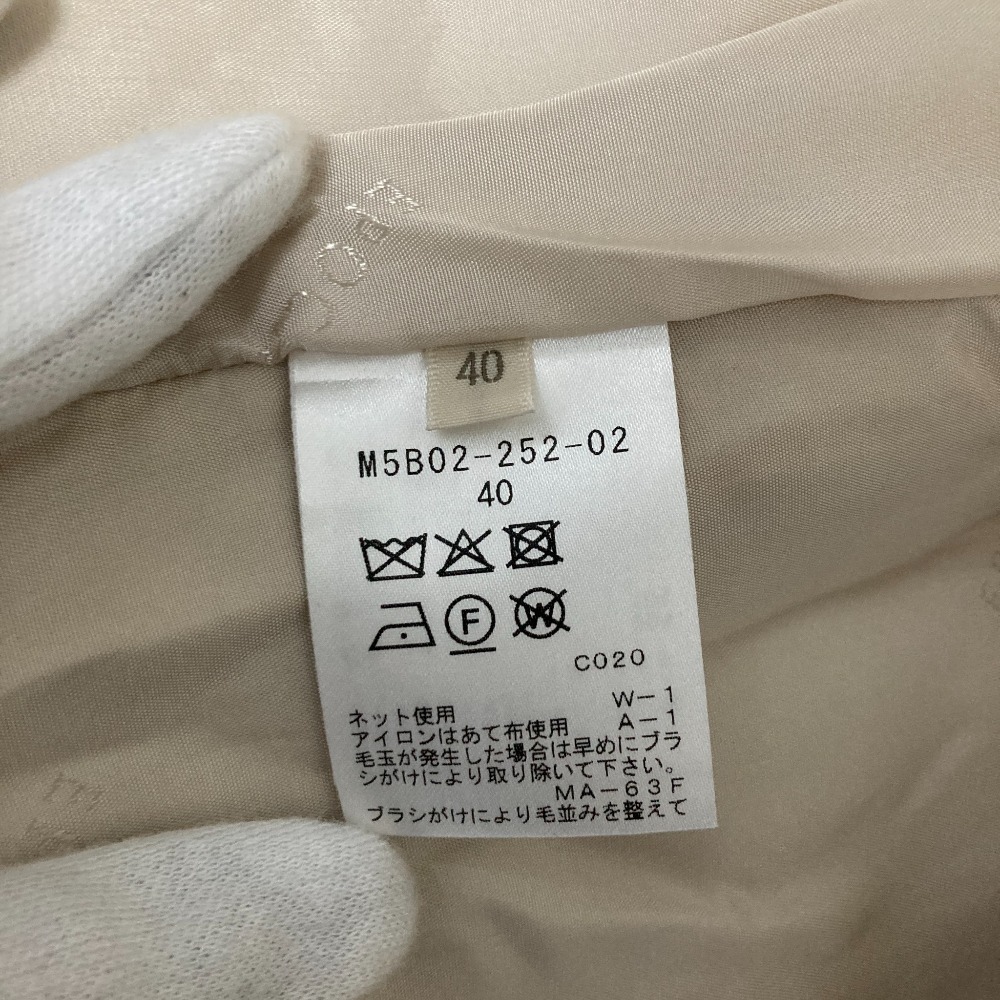 40
M5B02-252-02
40
F
W
C020
W-1
ネット使用
A-1
アイロンはあて布使用
毛玉が発生した場合は早めにブラ
シがけにより取り除いて下さい。
MA-63F
ブラシがけにより毛並みを整えて